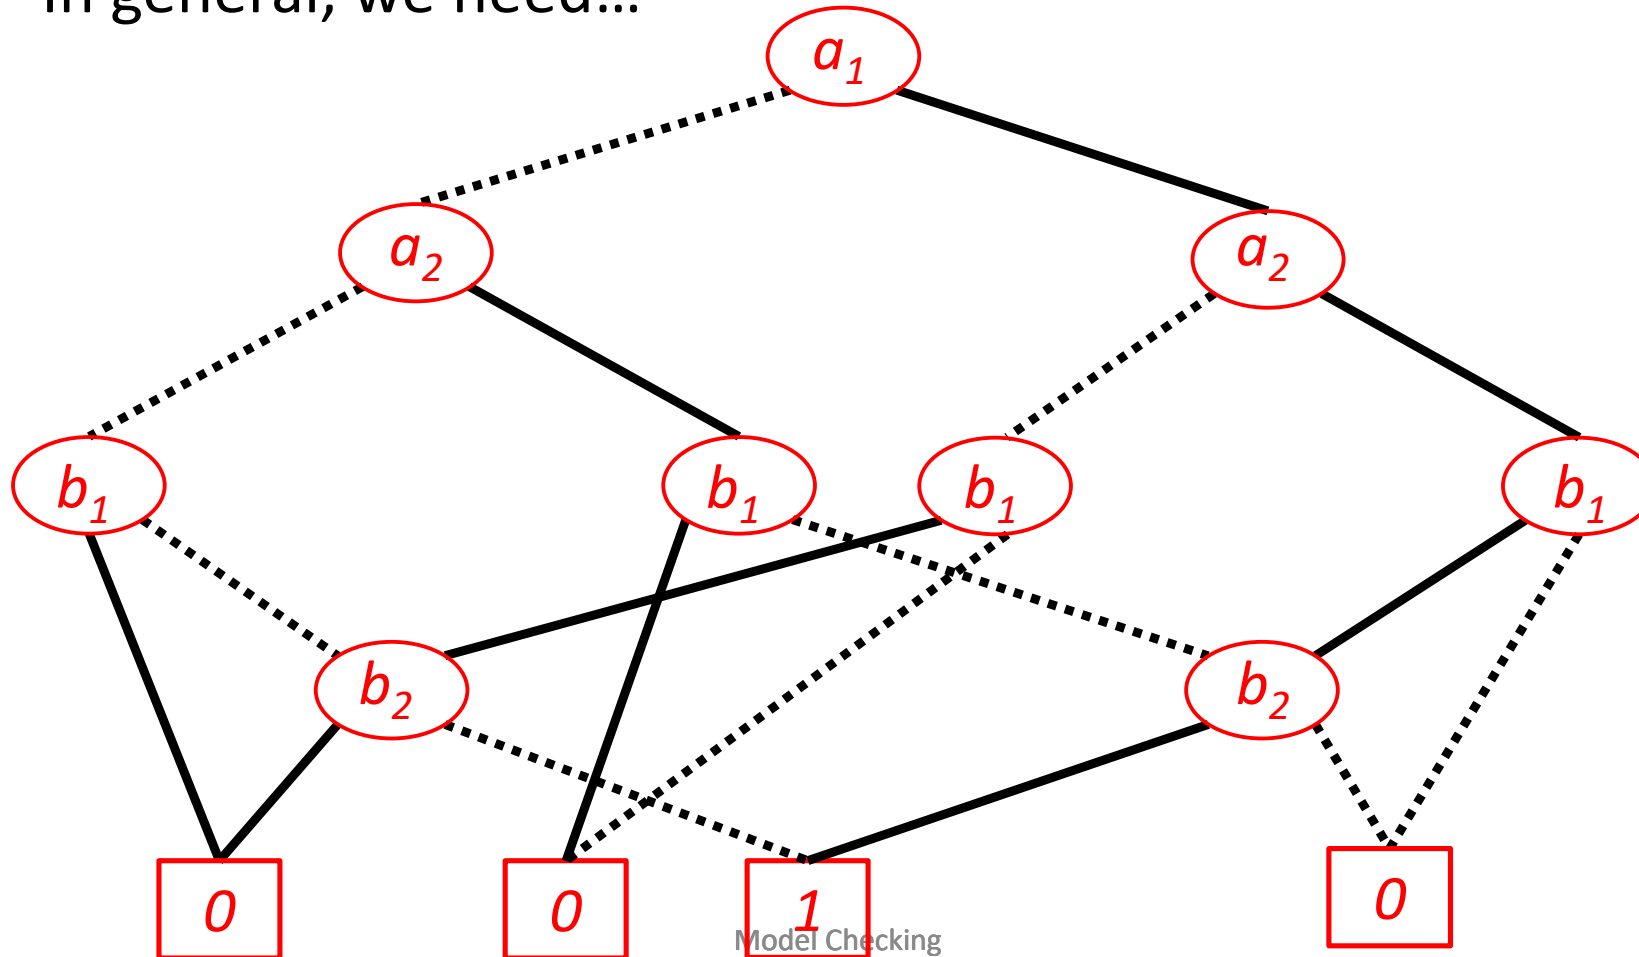 in general, we need...
a1
a2 a2
b1 b1 b1 b1
b2 b2
0 0 1 0
Model Checking